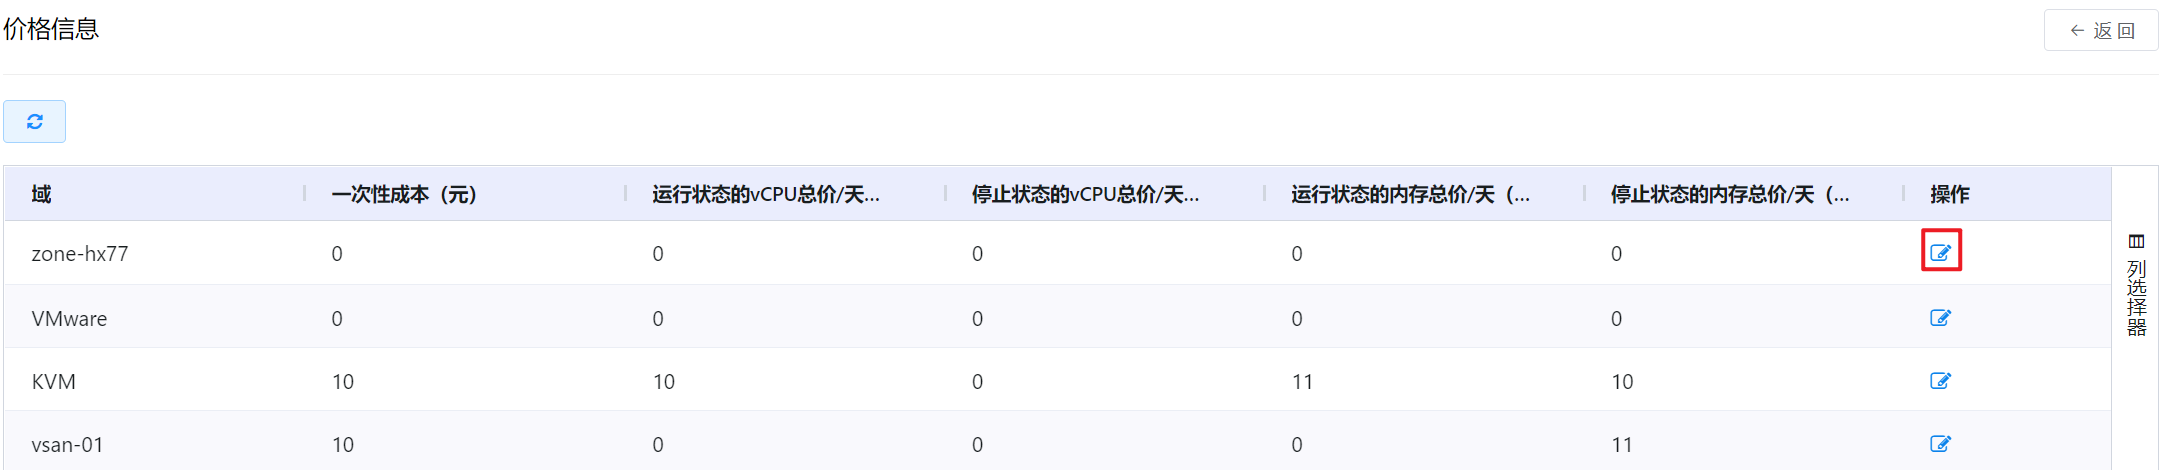 价格信息
← 返 回
域 一次性成本（元） 运行状态的vCPU总价/天... 停止状态的vCPU总价/天... 运行状态的内存总价/天（... 停止状态的内存总价/天（... 操作
zone-hx77 0 0 0 0 0
VMware 0 0 0 0 0
KVM 10 10 0 11 10
vsan-01 10 0 0 0 11
列选择器